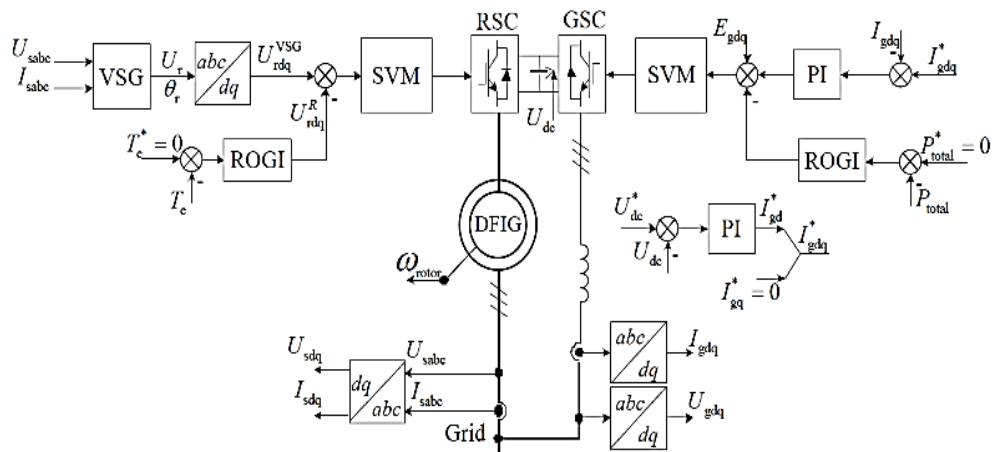 RSC
GSC
U_sabc
I_sabc
VSG
U_r
θ_r
abc
dq
U_rdq^VSG
-
SVM
U_rdq^R
T_e^* = 0
-
T_e
ROGI
U_dc
SVM
E_gdq
-
PI
I_gdq
-
I_gdq^*
ROGI
P_total^* = 0
-
P_total
U_dc^*
-
U_dc
PI
I_gd^*
I_gdq^*
I_gq^* = 0
DFIG
ω_rotor
U_sdq
I_sdq
dq
abc
U_sabc
I_sabc
Grid
abc
dq
I_gdq
abc
dq
U_gdq